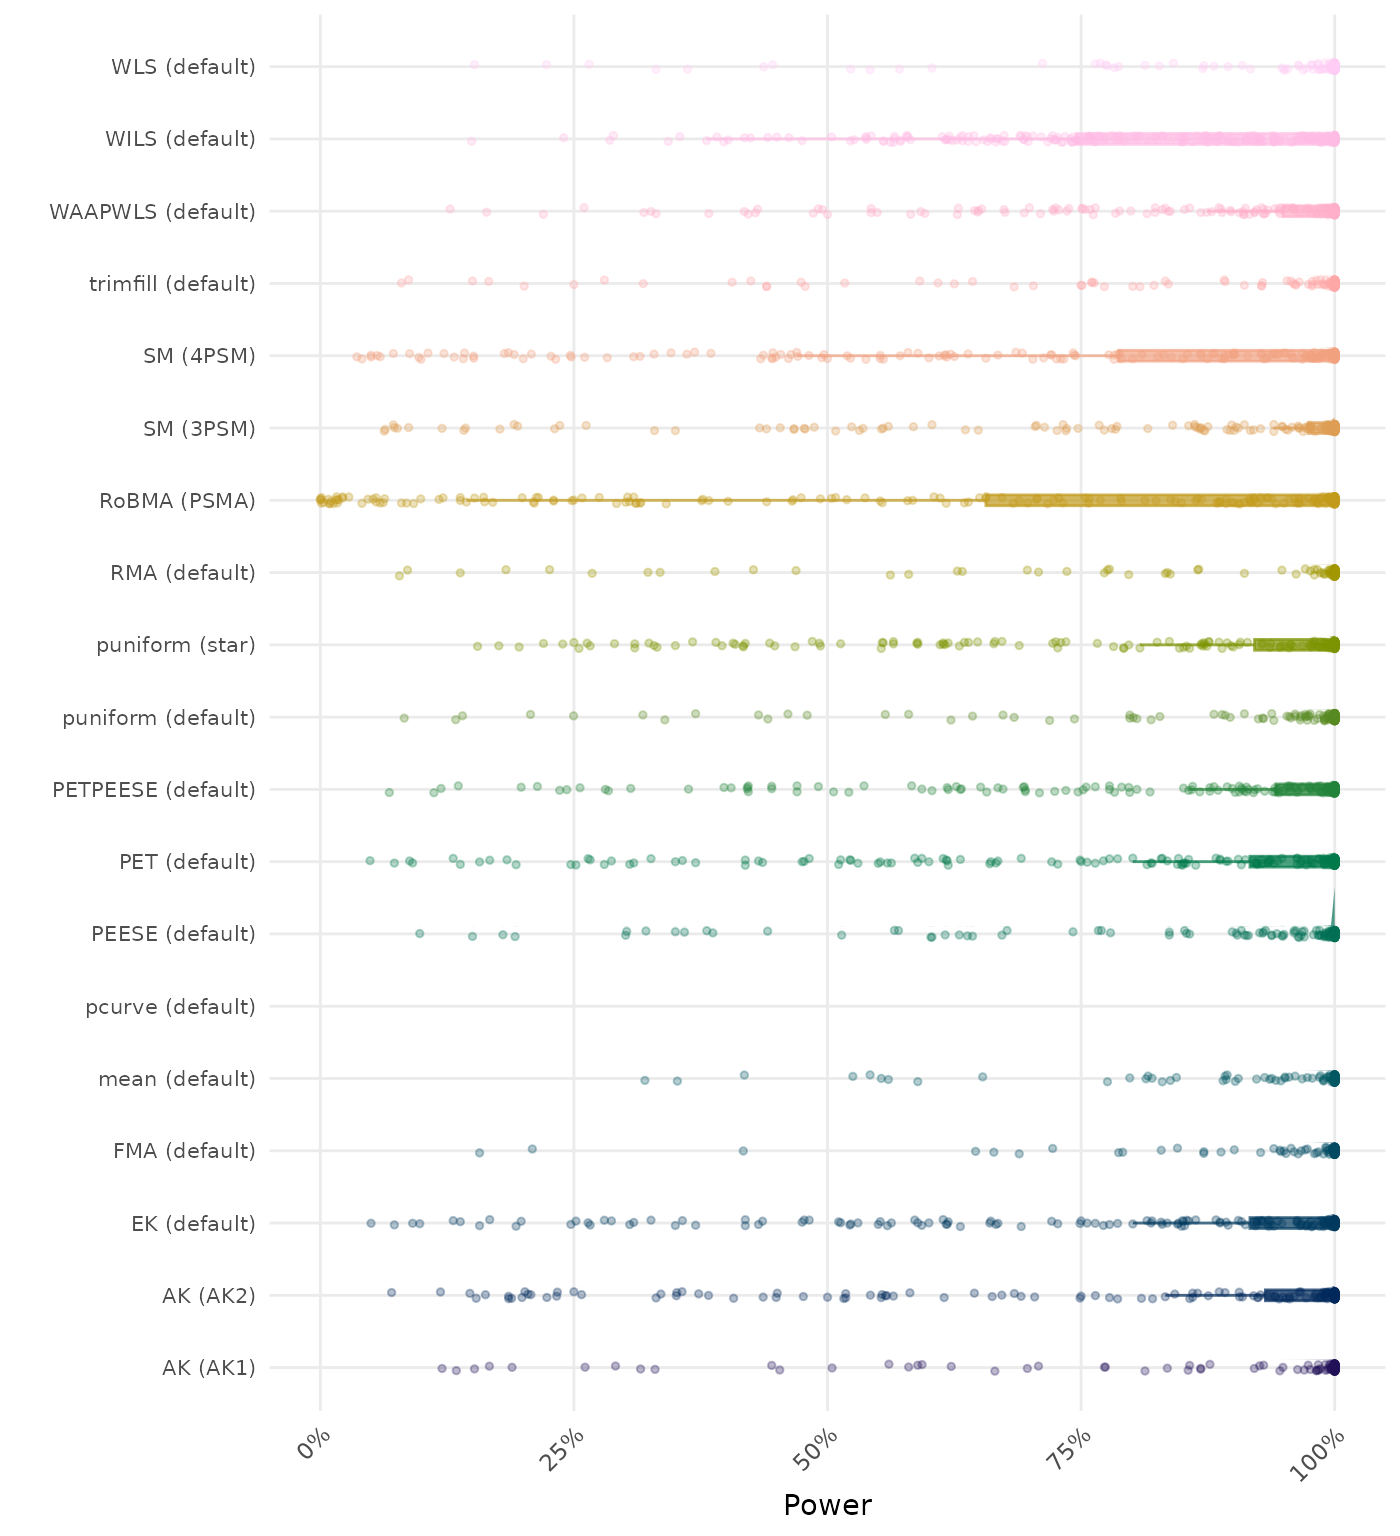 WLS (default)
WILS (default)
WAAPWLS (default)
trimfill (default)
SM (4PSM)
SM (3PSM)
RoBMA (PSMA)
RMA (default)
puniform (star)
puniform (default)
PETPEESE (default)
PET (default)
PEESE (default)
pcurve (default)
mean (default)
FMA (default)
EK (default)
AK (AK2)
AK (AK1)
0%
25%
50%
75%
100%
Power